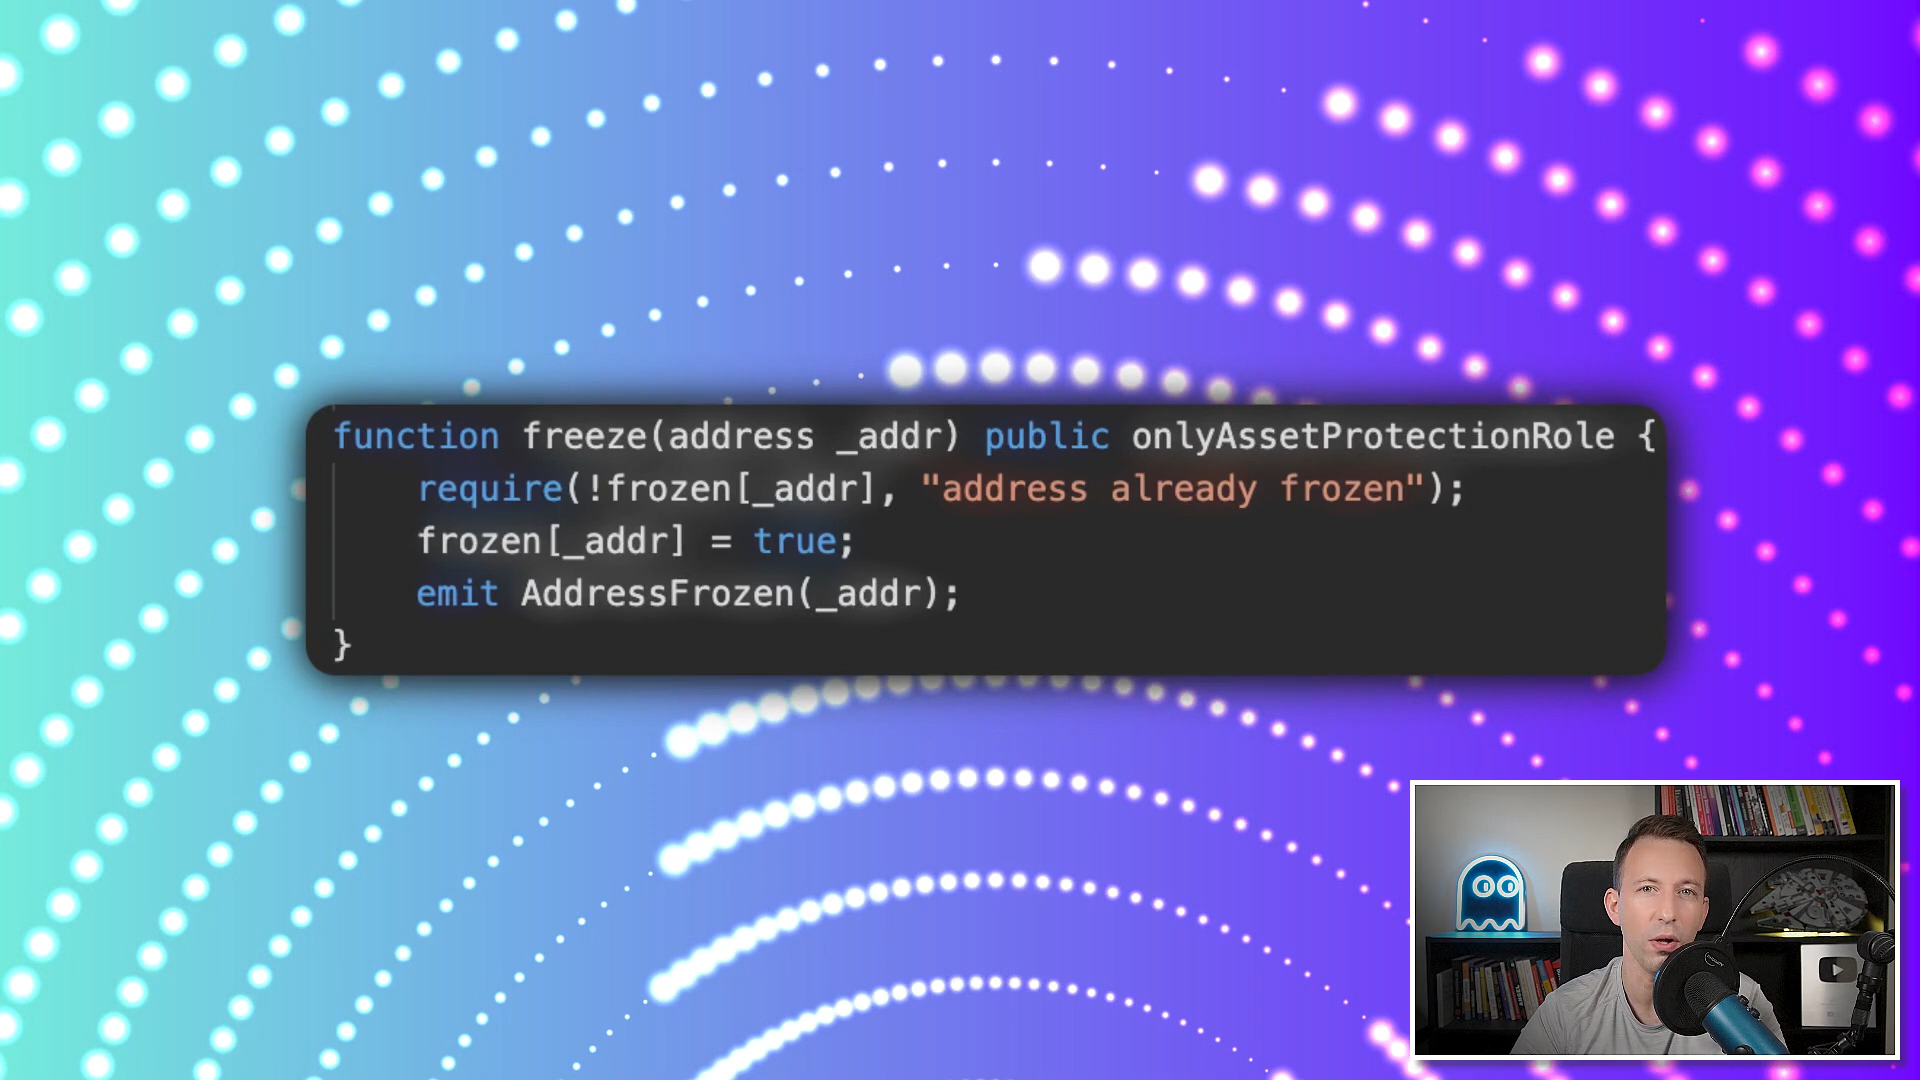 function freeze(address _addr) public onlyAssetProtectionRole {
require(!frozen[_addr], "address already frozen");
frozen[_addr] = true;
emit AddressFrozen(_addr);
}